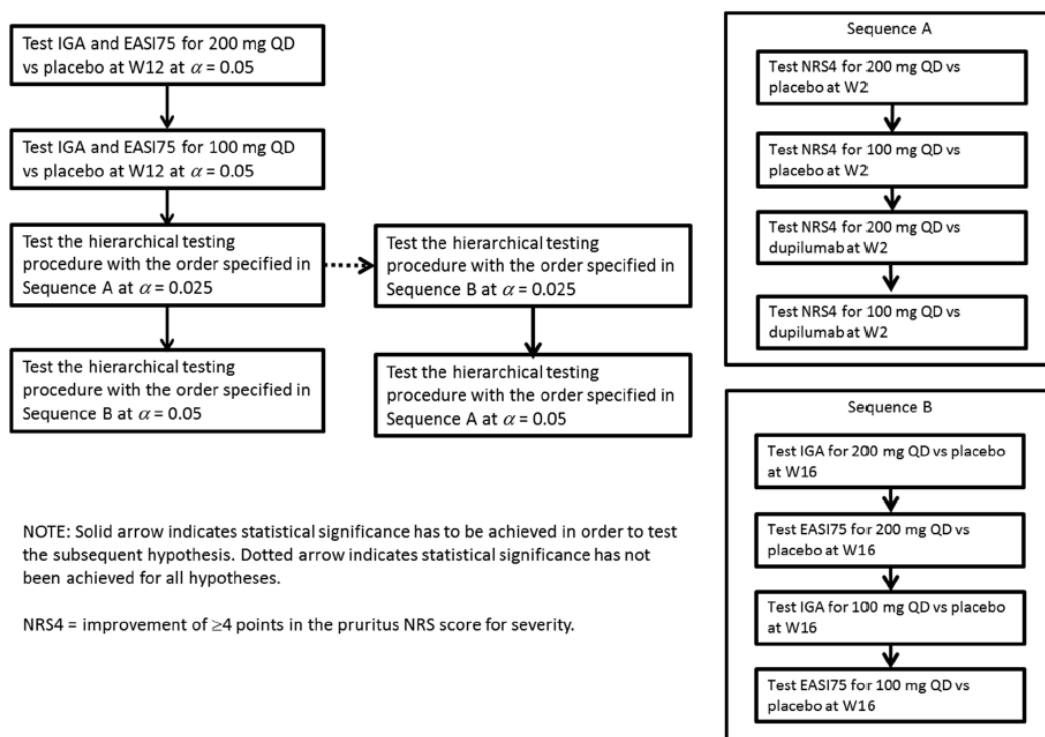 Test IGA and EASI75 for 200 mg QD
vs placebo at W12 at α = 0.05
Test IGA and EASI75 for 100 mg QD
vs placebo at W12 at α = 0.05
Test the hierarchical testing
procedure with the order specified in
Sequence A at α = 0.025
Test the hierarchical testing
procedure with the order specified in
Sequence B at α = 0.05
Test the hierarchical testing
procedure with the order specified in
Sequence B at α = 0.025
Test the hierarchical testing
procedure with the order specified in
Sequence A at α = 0.05
NOTE: Solid arrow indicates statistical significance has to be achieved in order to test
the subsequent hypothesis. Dotted arrow indicates statistical significance has not
been achieved for all hypotheses.
NRS4 = improvement of ≥4 points in the pruritus NRS score for severity.
Sequence A
Test NRS4 for 200 mg QD vs
placebo at W2
Test NRS4 for 100 mg QD vs
placebo at W2
Test NRS4 for 200 mg QD vs
dupilumab at W2
Test NRS4 for 100 mg QD vs
dupilumab at W2
Sequence B
Test IGA for 200 mg QD vs placebo
at W16
Test EASI75 for 200 mg QD vs
placebo at W16
Test IGA for 100 mg QD vs placebo
at W16
Test EASI75 for 100 mg QD vs
placebo at W16